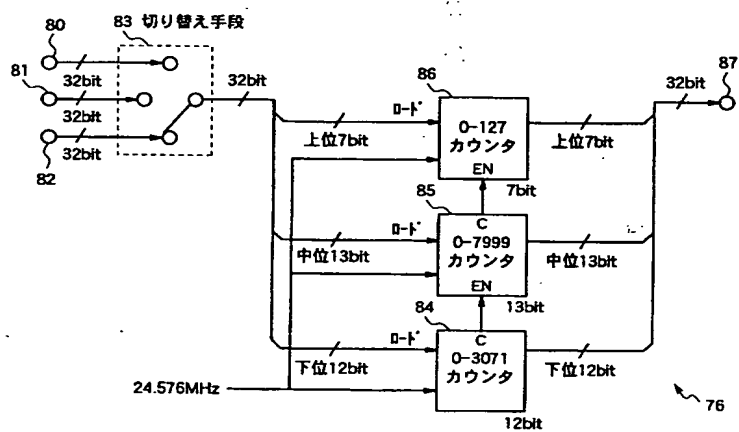 80
83 切り替え手段
81
32bit
32bit
82
32bit
32bit
86
ロード
上位7bit
0-127
カウンタ
EN
7bit
上位7bit
32bit
87
85
ロード
中位13bit
C
0-7999
カウンタ
EN
13bit
中位13bit
84
ロード
下位12bit
C
0-3071
カウンタ
12bit
下位12bit
24.576MHz
76